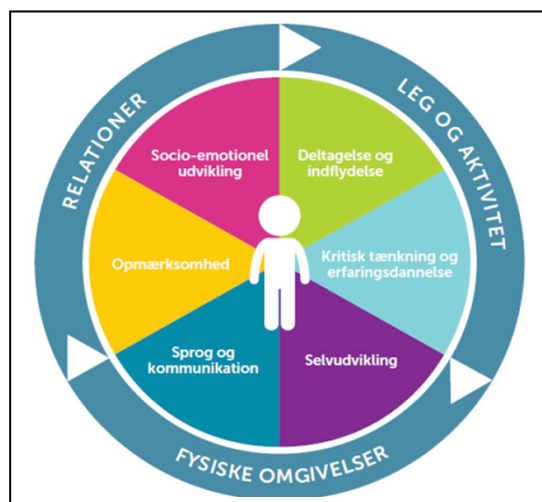 RELATIONER
LEG OG AKTIVITET
Socio-emotionel
udvikling
Deltagelse og
indflydelse
Opmærksomhed
Kritisk tænkning og
erfaringsdannelse
Sprog og
kommunikation
Selvudvikling
FYSISKE OMGIVELSER